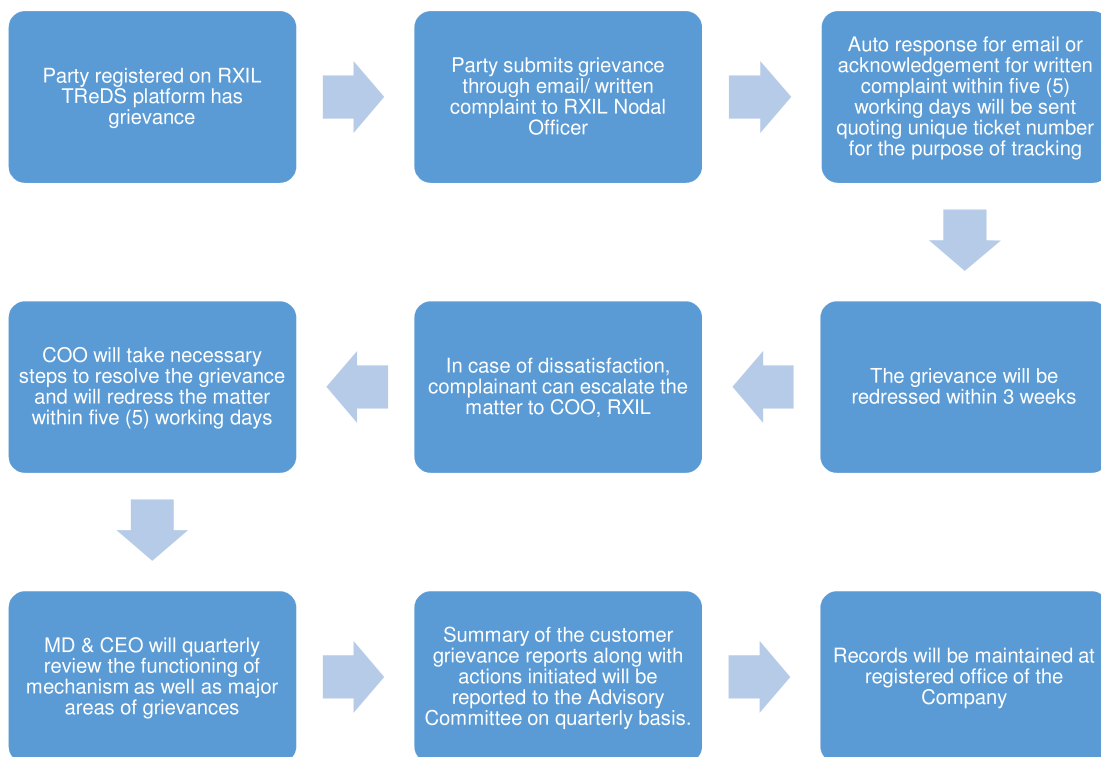 Party registered on RXIL
TReDS platform has
grievance
Party submits grievance
through email/ written
complaint to RXIL Nodal
Officer
Auto response for email or
acknowledgement for written
complaint within five (5)
working days will be sent
quoting unique ticket number
for the purpose of tracking
The grievance will be
redressed within 3 weeks
In case of dissatisfaction,
complainant can escalate the
matter to COO, RXIL
COO will take necessary
steps to resolve the grievance
and will redress the matter
within five (5) working days
MD & CEO will quarterly
review the functioning of
mechanism as well as major
areas of grievances
Summary of the customer
grievance reports along with
actions initiated will be
reported to the Advisory
Committee on quarterly basis.
Records will be maintained at
registered office of the
Company